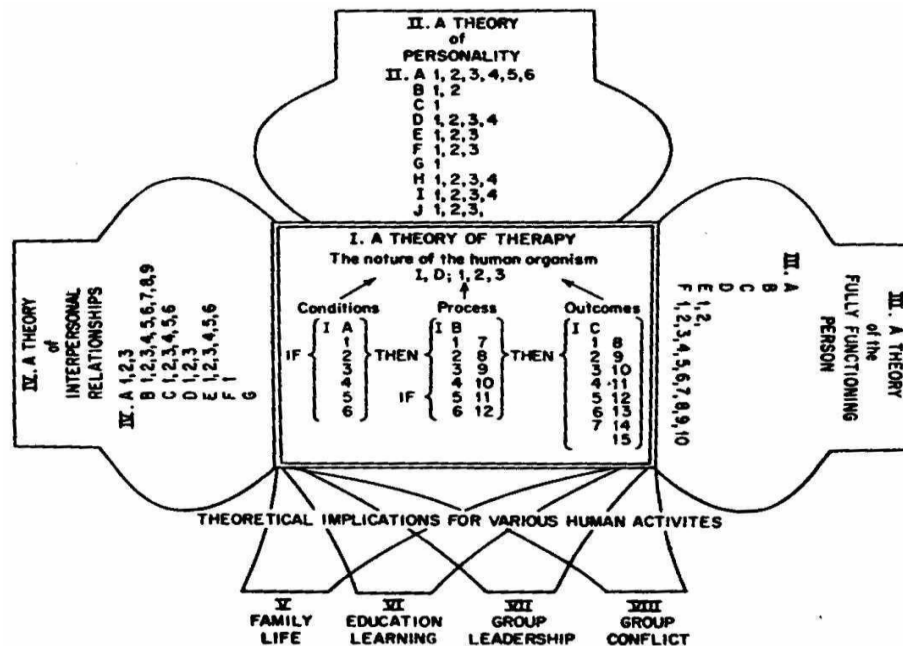 II. A THEORY
of
PERSONALITY
II. A 1, 2, 3, 4, 5, 6
B 1, 2
C 1
D 1, 2, 3, 4
E 1, 2, 3
F 1, 2, 3
G 1
H 1, 2, 3, 4
I 1, 2, 3, 4
J 1, 2, 3,
IV. A THEORY
of
INTERPERSONAL
RELATIONSHIPS
IV. A 1, 2, 3
B 1, 2, 3, 4, 5, 6, 7, 8, 9
C 1, 2, 3, 4, 5, 6
D 1, 2, 3
E 1, 2, 3, 4, 5, 6
F 1
G
I. A THEORY OF THERAPY
The nature of the human organism
I, D; 1, 2, 3
Conditions Process Outcomes
I A I B I C
1 1 7 1 8
IF 2 THEN 2 8 THEN 2 9
3 3 9 3 10
4 4 10 4 11
5 IF 5 11 5 12
6 6 12 6 13
7 14
15
III. A THEORY
of the
FULLY FUNCTIONING
PERSON
III. A
B
C
D
E 1, 2,
F 1, 2, 3, 4, 5, 6, 7, 8, 9, 10
THEORETICAL IMPLICATIONS FOR VARIOUS HUMAN ACTIVITES
V VI VII VIII
FAMILY EDUCATION GROUP GROUP
LIFE LEARNING LEADERSHIP CONFLICT